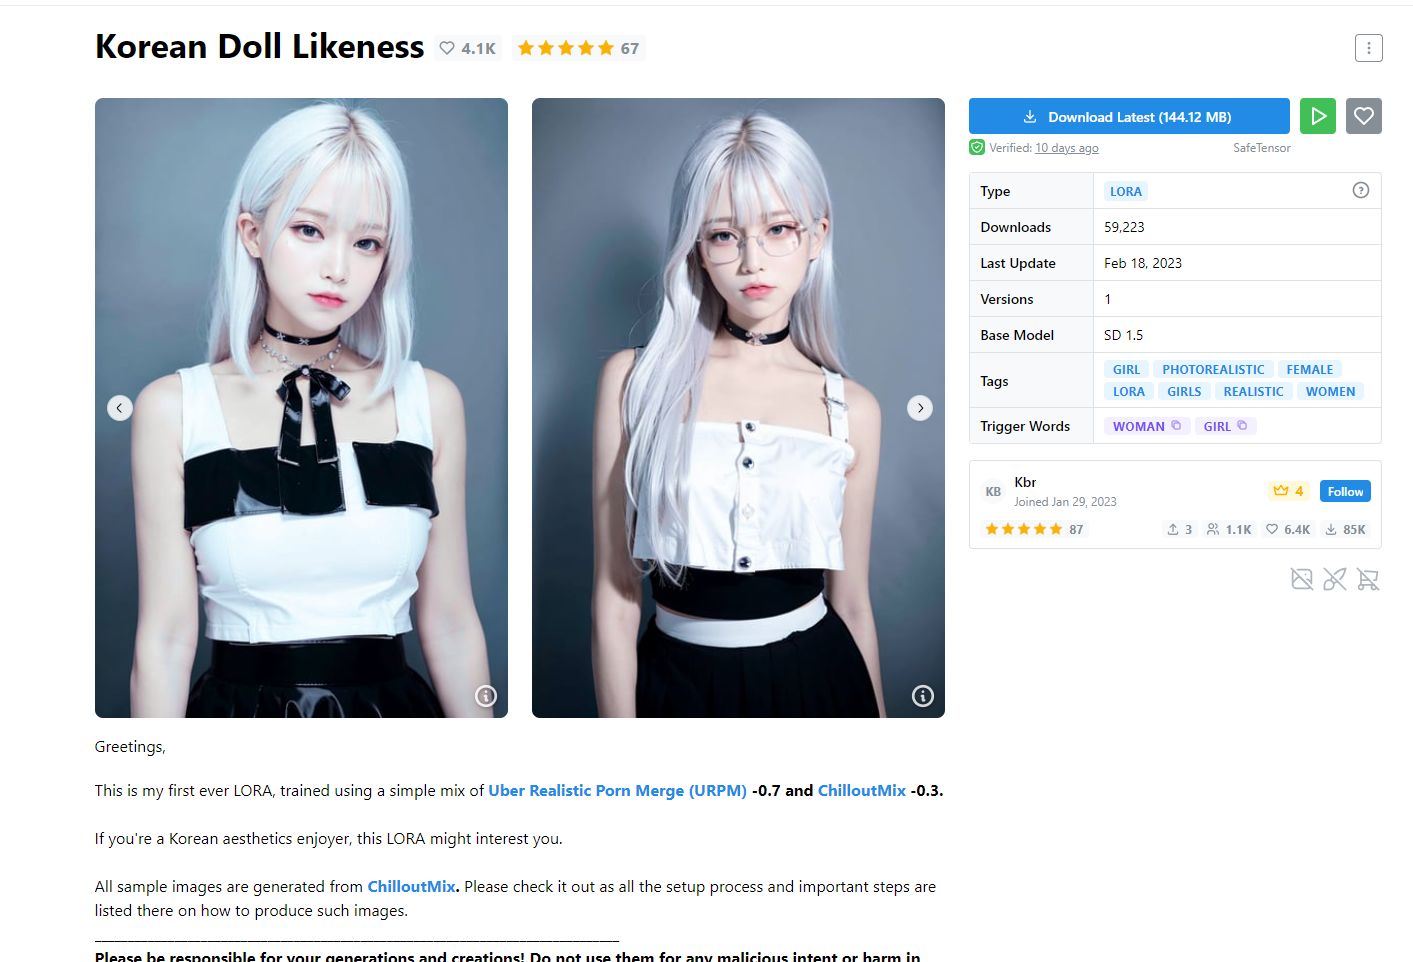 Korean Doll Likeness 4.1K 67
Download Latest (144.12 MB)
Verified: 10 days ago SafeTensor
Type LORA
Downloads 59,223
Last Update Feb 18, 2023
Versions 1
Base Model SD 1.5
Tags GIRL PHOTOREALISTIC FEMALE
LORA GIRLS REALISTIC WOMEN
Trigger Words WOMAN GIRL
KB Kbr 4 Follow
Joined Jan 29, 2023
87 3 1.1K 6.4K 85K
Greetings,
This is my first ever LORA, trained using a simple mix of Uber Realistic Porn Merge (URPM) -0.7 and ChilloutMix -0.3.
If you're a Korean aesthetics enjoyer, this LORA might interest you.
All sample images are generated from ChilloutMix. Please check it out as all the setup process and important steps are
listed there on how to produce such images.
Please be responsible for your generations and creations! Do not use them for any malicious intent or harm in